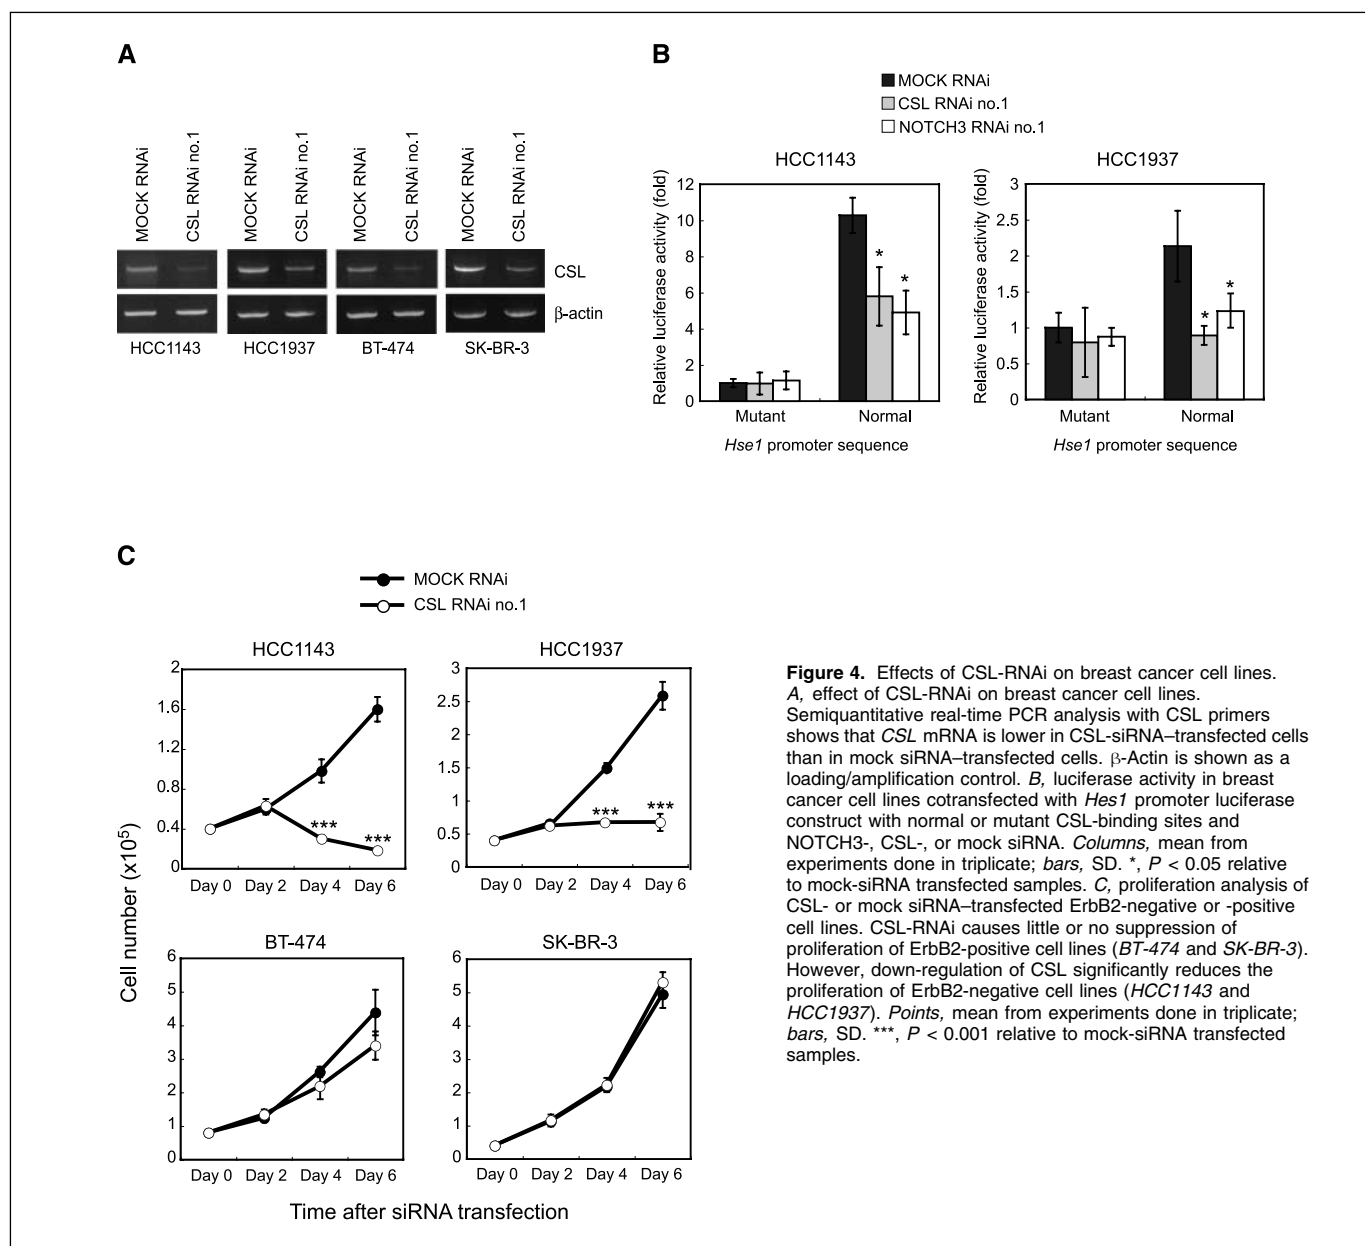 A
MOCK RNAi
CSL RNAi no.1
MOCK RNAi
CSL RNAi no.1
MOCK RNAi
CSL RNAi no.1
MOCK RNAi
CSL RNAi no.1
CSL
β-actin
HCC1143 HCC1937 BT-474 SK-BR-3
B
MOCK RNAi
CSL RNAi no.1
NOTCH3 RNAi no.1
HCC1143
Relative luciferase activity (fold)
12
10
8
6
4
2
0
*
*
Mutant Normal
Hse1 promoter sequence
HCC1937
Relative luciferase activity (fold)
3
2.5
2
1.5
1
0.5
0
*
*
Mutant Normal
Hse1 promoter sequence
C
MOCK RNAi
CSL RNAi no.1
Cell number (x10⁵)
HCC1143
2
1.6
1.2
0.8
0.4
0
***
***
Day 0 Day 2 Day 4 Day 6
HCC1937
3
2.5
2
1.5
1
0.5
0
***
***
Day 0 Day 2 Day 4 Day 6
BT-474
6
5
4
3
2
1
0
Day 0 Day 2 Day 4 Day 6
SK-BR-3
6
5
4
3
2
1
0
Day 0 Day 2 Day 4 Day 6
Time after siRNA transfection
Figure 4. Effects of CSL-RNAi on breast cancer cell lines.
A, effect of CSL-RNAi on breast cancer cell lines.
Semiquantitative real-time PCR analysis with CSL primers
shows that CSL mRNA is lower in CSL-siRNA–transfected cells
than in mock siRNA–transfected cells. β-Actin is shown as a
loading/amplification control. B, luciferase activity in breast
cancer cell lines cotransfected with Hes1 promoter luciferase
construct with normal or mutant CSL-binding sites and
NOTCH3-, CSL-, or mock siRNA. Columns, mean from
experiments done in triplicate; bars, SD. *, P < 0.05 relative
to mock-siRNA transfected samples. C, proliferation analysis of
CSL- or mock siRNA–transfected ErbB2-negative or -positive
cell lines. CSL-RNAi causes little or no suppression of
proliferation of ErbB2-positive cell lines (BT-474 and SK-BR-3).
However, down-regulation of CSL significantly reduces the
proliferation of ErbB2-negative cell lines (HCC1143 and
HCC1937). Points, mean from experiments done in triplicate;
bars, SD. ***, P < 0.001 relative to mock-siRNA transfected
samples.